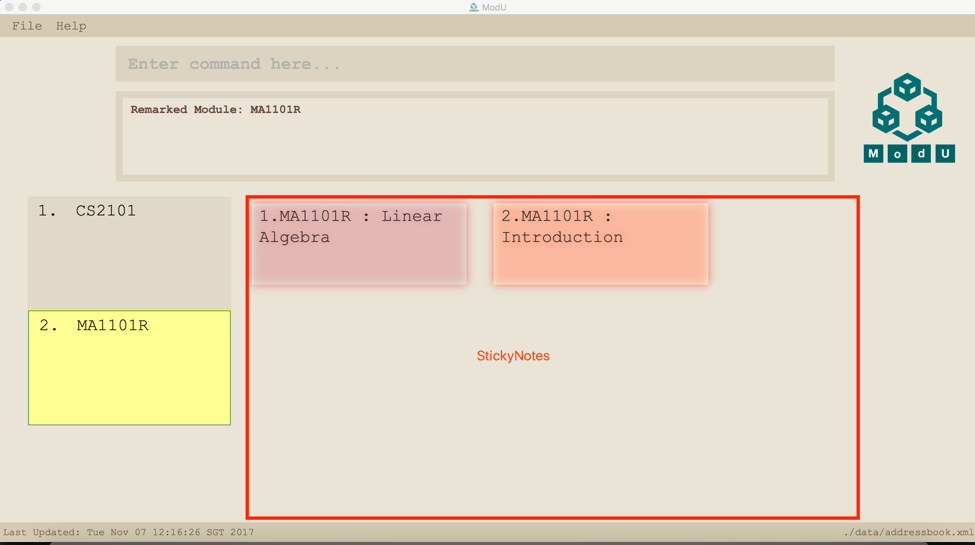 ModU
File Help
Enter command here...
Remarked Module: MA1101R
M o d U
1. CS2101
2. MA1101R
1.MA1101R : Linear
Algebra
2.MA1101R :
Introduction
StickyNotes
Last Updated: Tue Nov 07 12:16:26 SGT 2017
./data/addressbook.xml